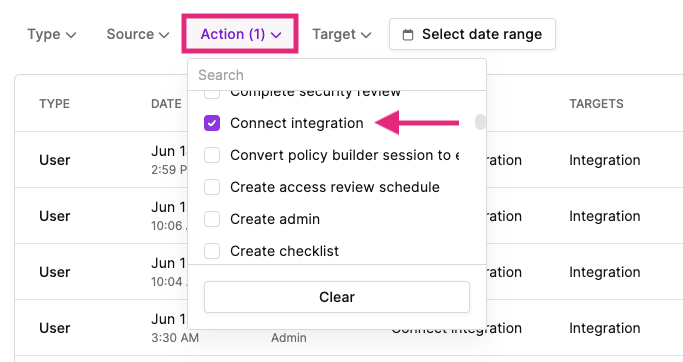 Type Source Action (1) Target Select date range
Search
TYPE DATE TARGETS
Complete security review
Connect integration
Convert policy builder session to e
Create access review schedule
Create admin
Create checklist
Clear
User Jun 1 Integration
2:59 P
User Jun 1 Integration
10:06 A
User Jun 1 Integration
10:04 A
User Jun 1 Connect integration Integration
3:30 AM Admin